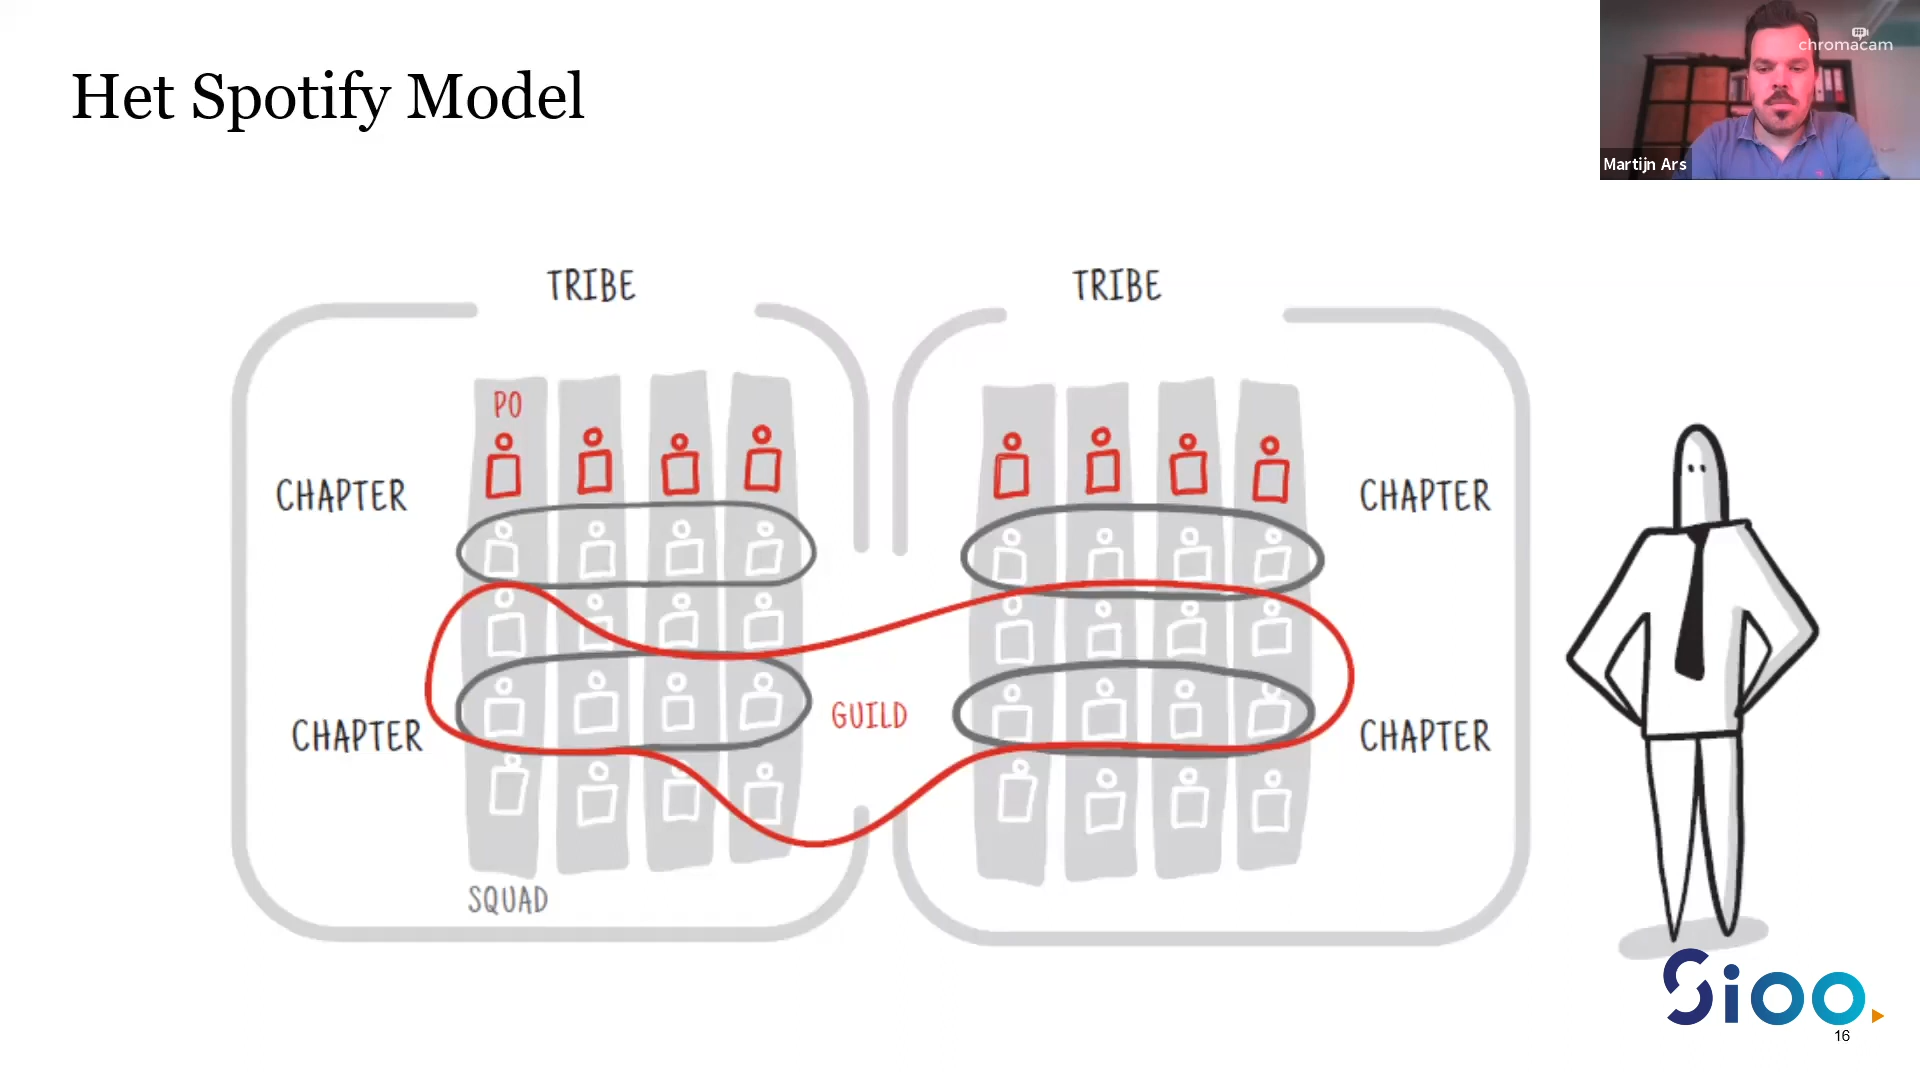 Het Spotify Model
chromacam
Martijn Ars
TRIBE
TRIBE
PO
CHAPTER
CHAPTER
GUILD
CHAPTER
CHAPTER
SQUAD
Sioo
16